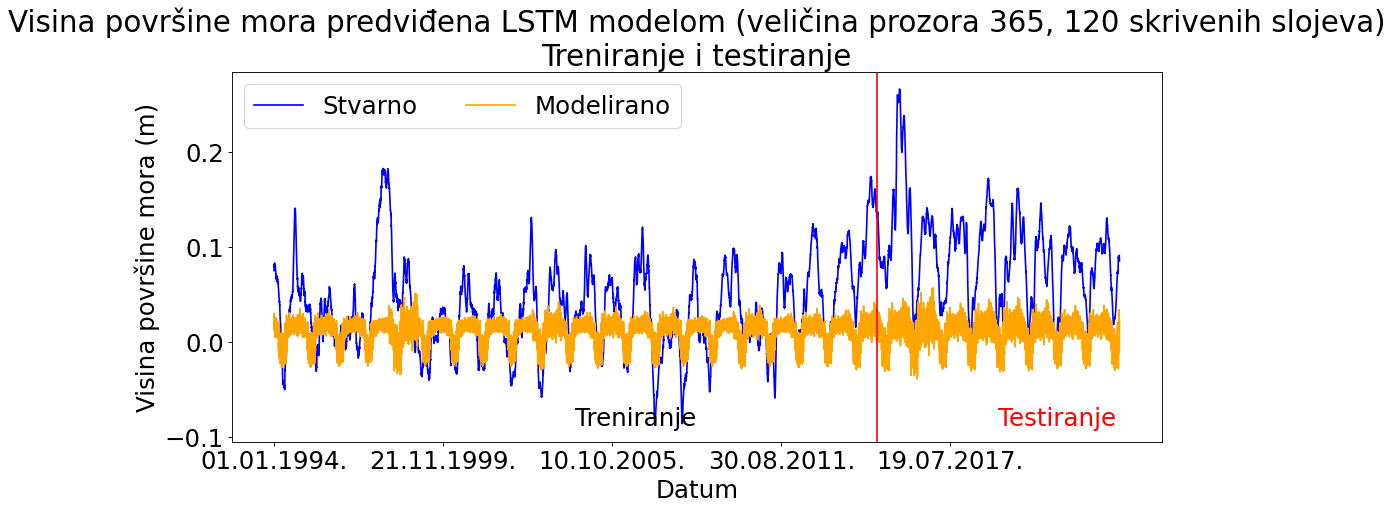 Visina površine mora predviđena LSTM modelom (veličina prozora 365, 120 skrivenih slojeva)
Treniranje i testiranje
Stvarno
Modelirano
Visina površine mora (m)
0.2
0.1
0.0
−0.1
Treniranje
Testiranje
01.01.1994.
21.11.1999.
10.10.2005.
30.08.2011.
19.07.2017.
Datum